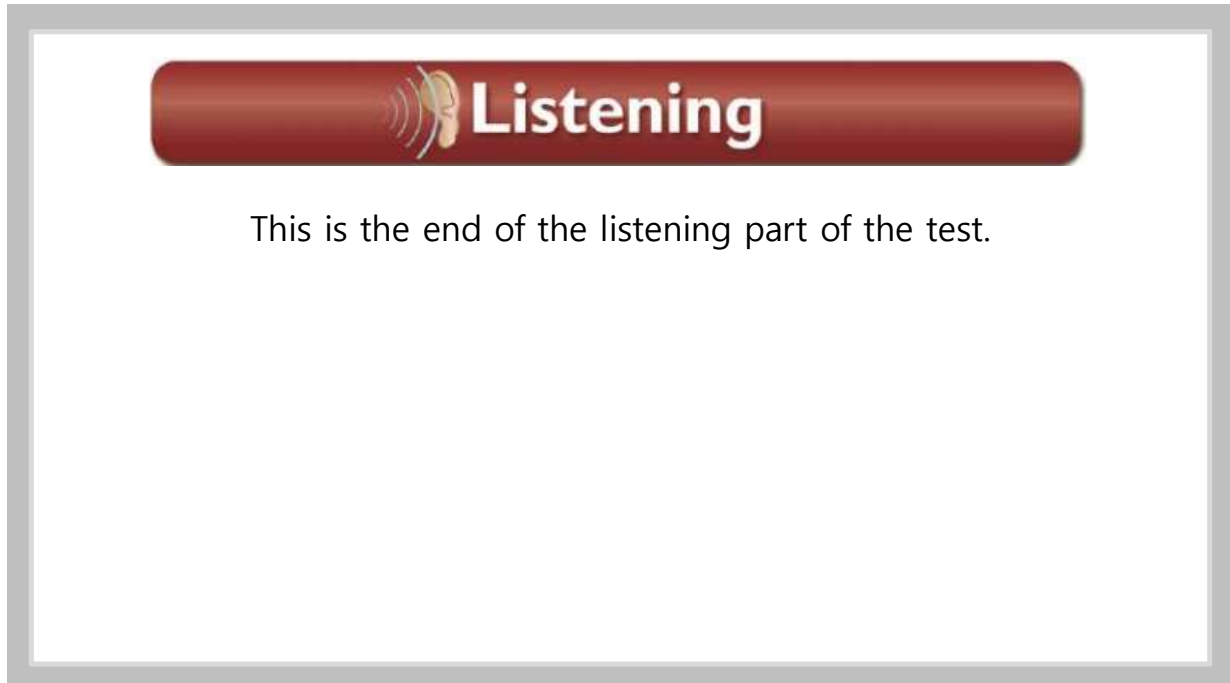 Listening
This is the end of the listening part of the test.